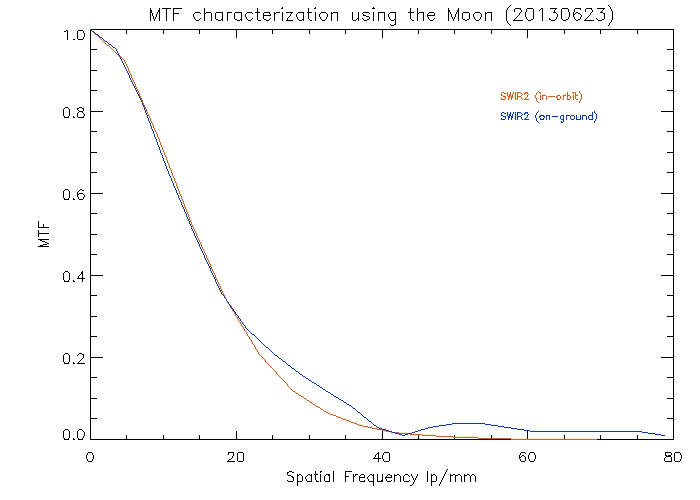 MTF characterization using the Moon (20130623)
1.0
SWIR2 (in-orbit)
SWIR2 (on-ground)
0.8
0.6
MTF
0.4
0.2
0.0
0 20 40 60 80
Spatial Frequency lp/mm